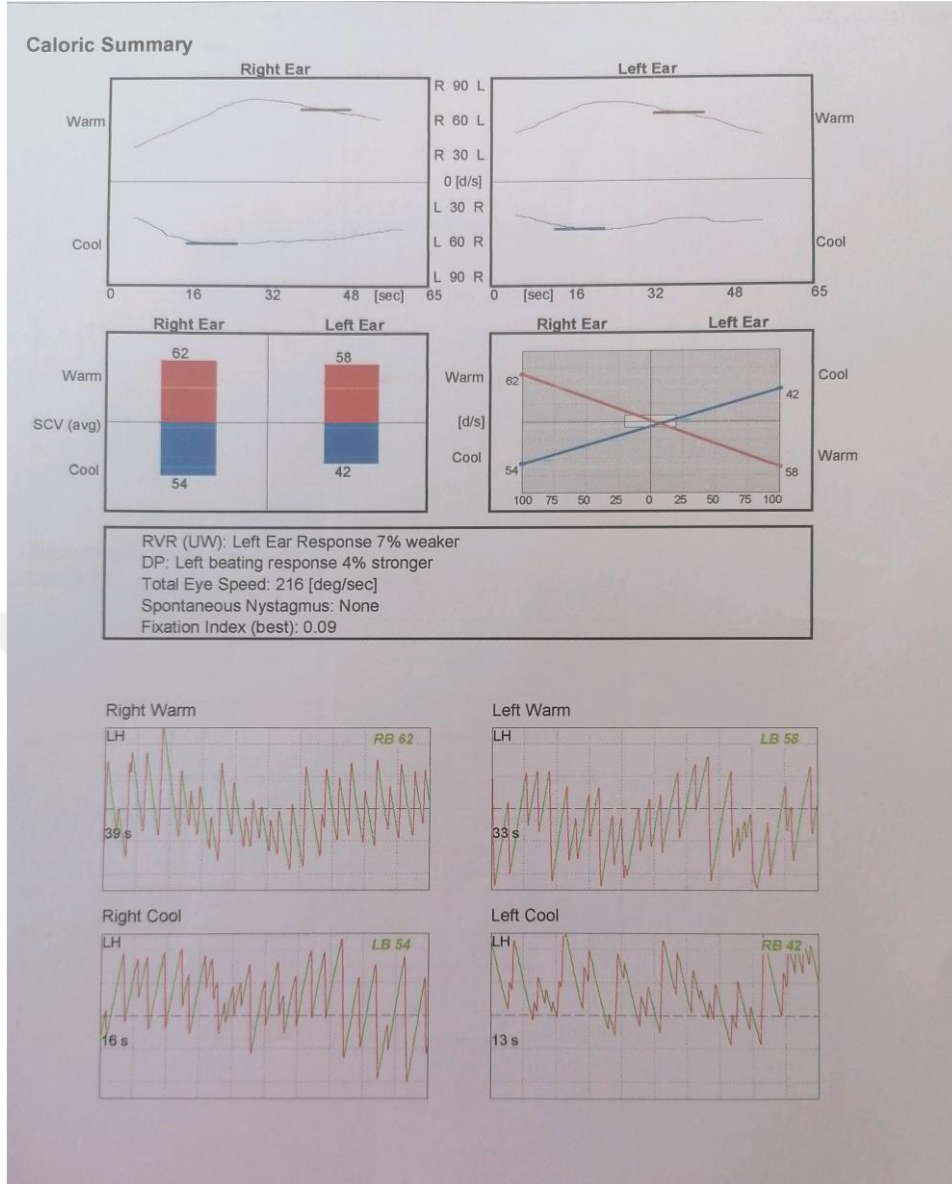 Caloric Summary
Right Ear
Left Ear
R 90 L
Warm
R 60 L
Warm
R 30 L
0 [d/s]
L 30 R
Cool
L 60 R
Cool
L 90 R
0 16 32 48 [sec] 65
0 [sec] 16 32 48 65
Right Ear Left Ear
62 58
Warm
SCV (avg)
Cool
54 42
Right Ear Left Ear
Warm 62 Cool
42
[d/s]
Cool 54 Warm
58
100 75 50 25 0 25 50 75 100
RVR (UW): Left Ear Response 7% weaker
DP: Left beating response 4% stronger
Total Eye Speed: 216 [deg/sec]
Spontaneous Nystagmus: None
Fixation Index (best): 0.09
Right Warm
LH RB 62
39 s
Left Warm
LH LB 58
33 s
Right Cool
LH LB 54
16 s
Left Cool
LH RB 42
13 s